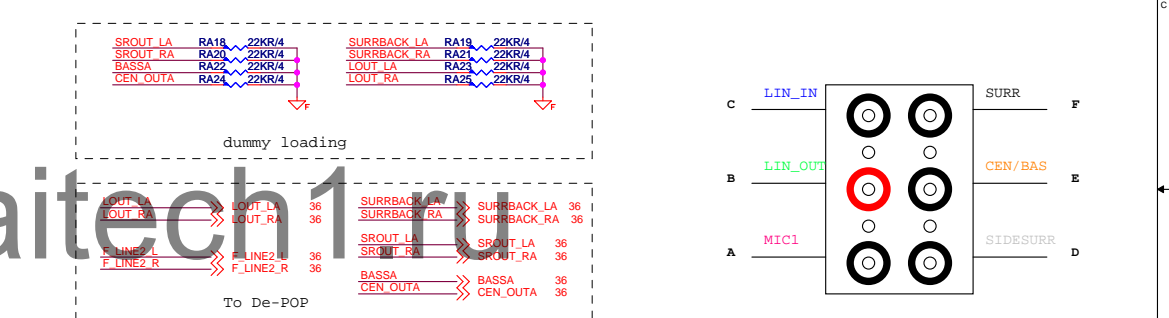 C
SROUT_LA RA18 22KR/4
SROUT_RA RA20 22KR/4
BASSA RA22 22KR/4
CEN_OUTA RA24 22KR/4
F
SURRBACK_LA RA19 22KR/4
SURRBACK_RA RA21 22KR/4
LOUT_LA RA23 22KR/4
LOUT_RA RA25 22KR/4
F
dummy loading
LOUT_LA LOUT_LA 36
LOUT_RA LOUT_RA 36
F_LINE2_L F_LINE2_L 36
F_LINE2_R F_LINE2_R 36
SURRBACK_LA SURRBACK_LA 36
SURRBACK_RA SURRBACK_RA 36
SROUT_LA SROUT_LA 36
SROUT_RA SROUT_RA 36
BASSA BASSA 36
CEN_OUTA CEN_OUTA 36
To De-POP
aitech1.ru
C LIN_IN SURR F
B LIN_OUT CEN/BAS E
A MIC1 SIDESURR D